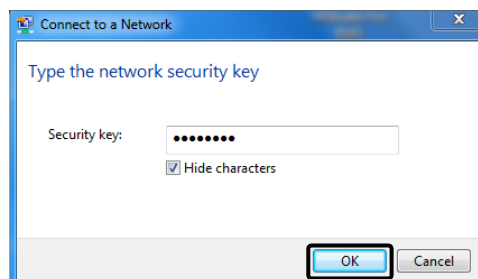 Connect to a Network
Type the network security key
Security key: ●●●●●●●●
Hide characters
OK Cancel